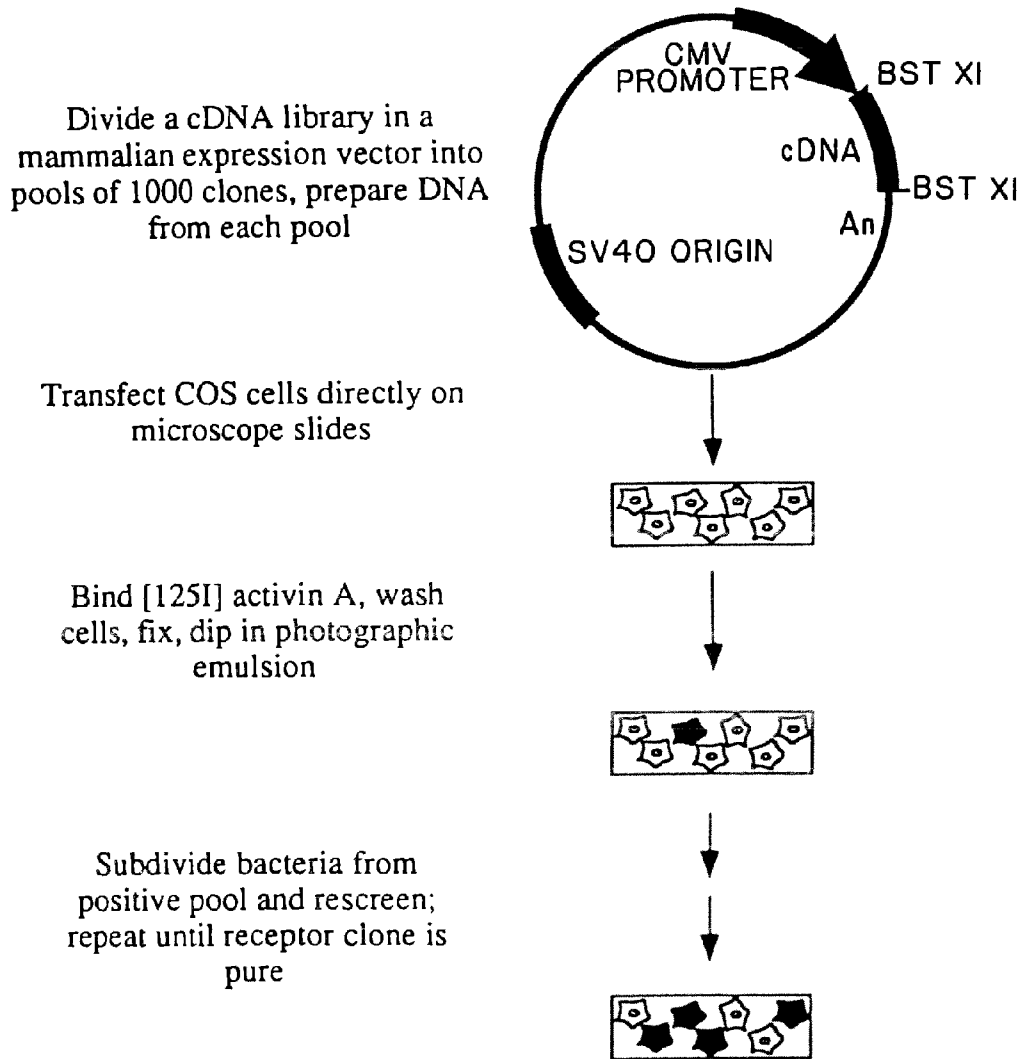 Divide a cDNA library in a
mammalian expression vector into
pools of 1000 clones, prepare DNA
from each pool
CMV
PROMOTER
BST XI
cDNA
BST XI
An
SV40 ORIGIN
Transfect COS cells directly on
microscope slides
Bind [125I] activin A, wash
cells, fix, dip in photographic
emulsion
Subdivide bacteria from
positive pool and rescreen;
repeat until receptor clone is
pure